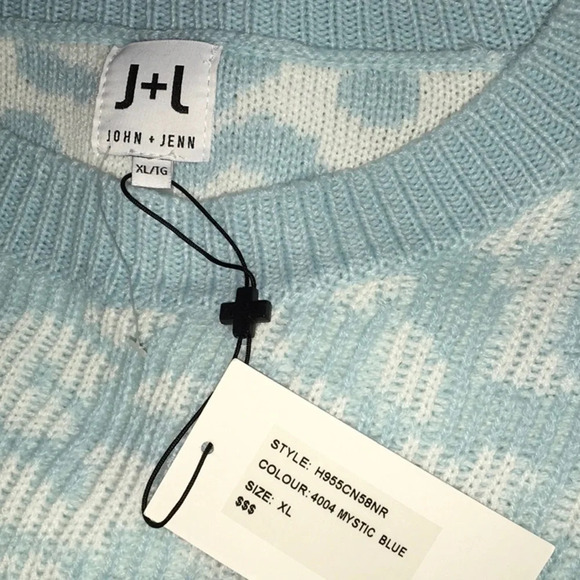 J+J
JOHN + JENN
XL/TG
STYLE: H955CN58NR
COLOUR: 4004 MYSTIC BLUE
SIZE: XL
$$$